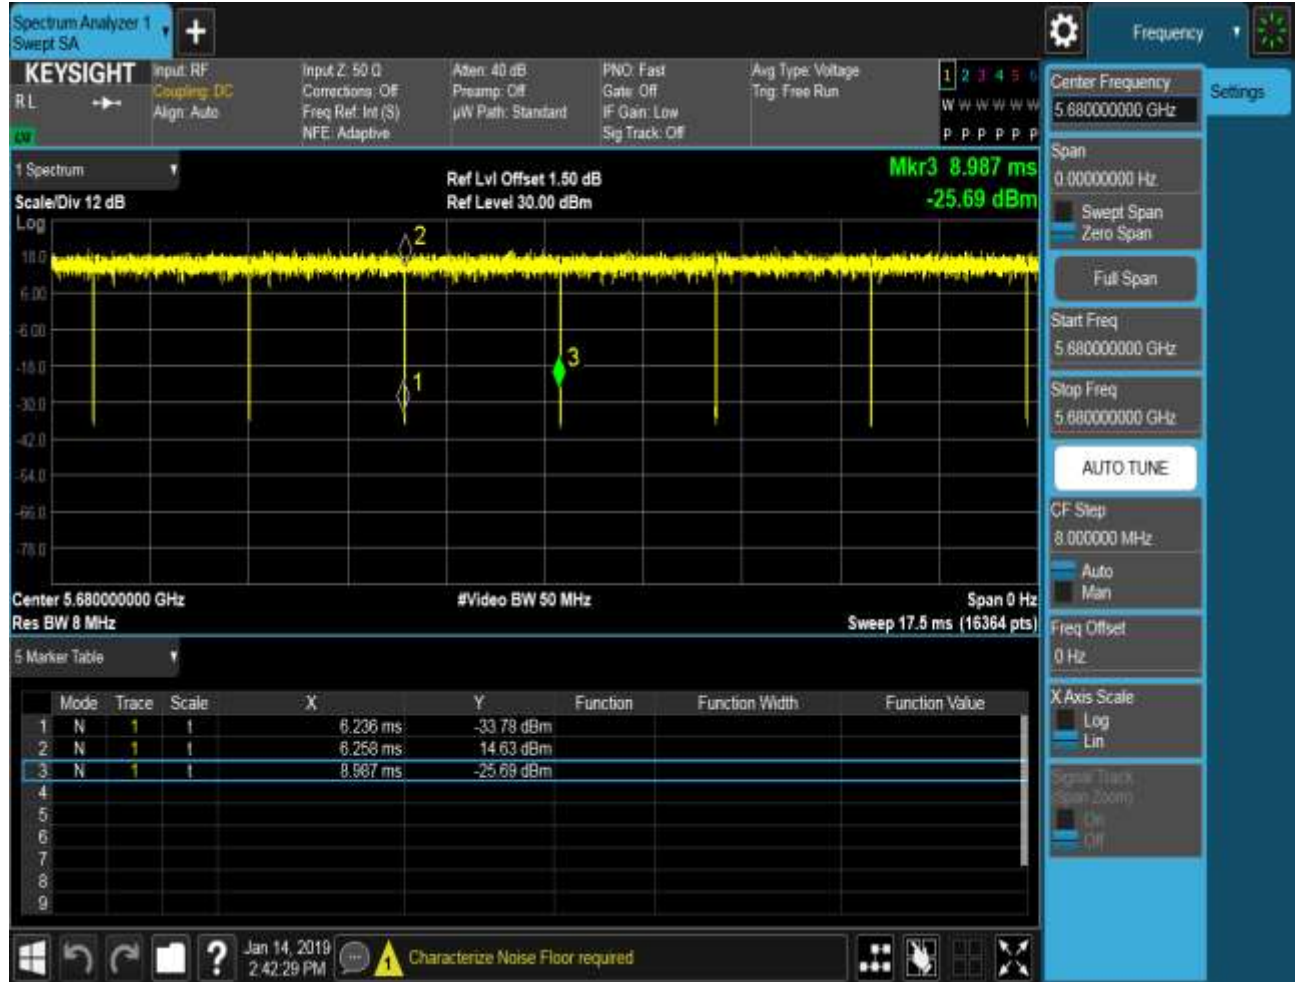 Spectrum Analyzer 1
Swept SA
Frequency
KEYSIGHT
RL
Input: RF
Coupling: DC
Align: Auto
Input Z: 50 Ω
Corrections: Off
Freq Ref: Int (S)
NFE: Adaptive
Atten: 40 dB
Preamp: Off
µW Path: Standard
PNO: Fast
Gate: Off
IF Gain: Low
Sig Track: Off
Avg Type: Voltage
Trig: Free Run
1 2 3 4 5 6
W W W W W W
P P P P P P
1 Spectrum
Scale/Div 12 dB
Ref Lvl Offset 1.50 dB
Ref Level 30.00 dBm
Mkr3 8.987 ms
-25.69 dBm
Log
18.0
6.00
-6.00
-18.0
-30.0
-42.0
-54.0
-66.0
-78.0
2
3
1
Center 5.680000000 GHz
#Video BW 50 MHz
Span 0 Hz
Res BW 8 MHz
Sweep 17.5 ms (16364 pts)
5 Marker Table
Mode Trace Scale X Y Function Function Width Function Value
1 N 1 t 6.236 ms -33.78 dBm
2 N 1 t 6.258 ms 14.63 dBm
3 N 1 t 8.987 ms -25.69 dBm
4
5
6
7
8
9
Jan 14, 2019
2:42:29 PM
1
Characterize Noise Floor required
?
Settings
Center Frequency
5.680000000 GHz
Span
0.00000000 Hz
Swept Span
Zero Span
Full Span
Start Freq
5.680000000 GHz
Stop Freq
5.680000000 GHz
AUTO TUNE
CF Step
8.000000 MHz
Auto
Man
Freq Offset
0 Hz
X Axis Scale
Log
Lin
Signal Track
(Span Zoom)
On
Off